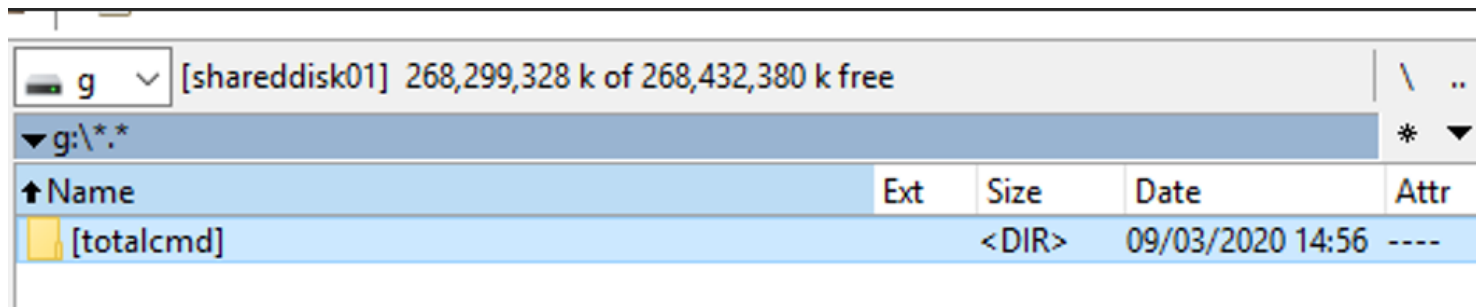 g [shareddisk01] 268,299,328 k of 268,432,380 k free \ ..
g:\*.* *
Name Ext Size Date Attr
[totalcmd] <DIR> 09/03/2020 14:56 ----